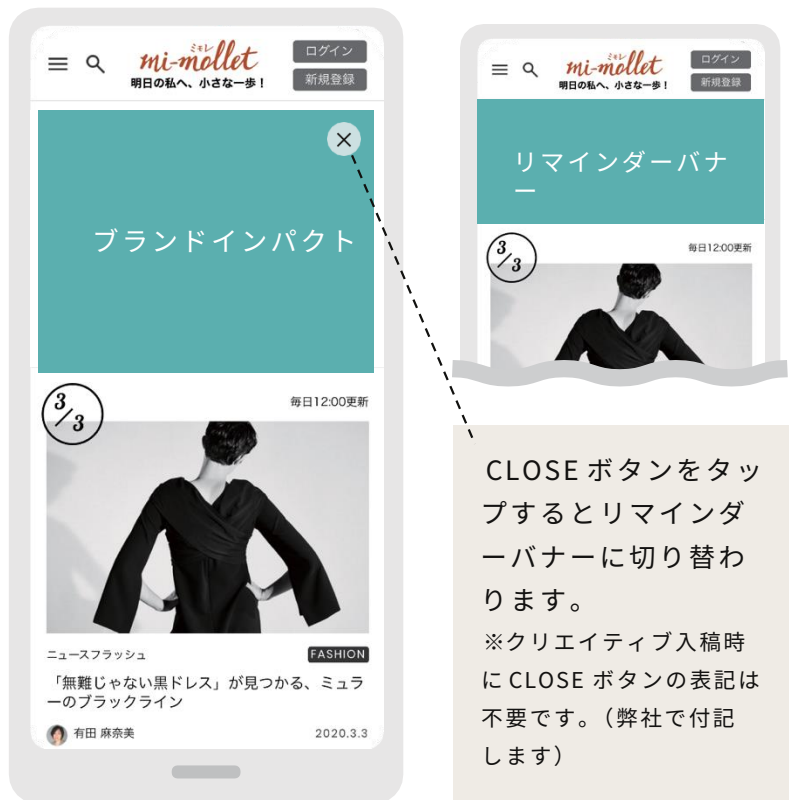 ミモレ
mi-mollet
明日の私へ、小さな一歩！
ログイン
新規登録
ブランドインパクト
3/3
毎日12:00更新
ニュースフラッシュ
FASHION
「無難じゃない黒ドレス」が見つかる、ミュラ
ーのブラックライン
有田 麻奈美
2020.3.3
ミモレ
mi-mollet
明日の私へ、小さな一歩！
ログイン
新規登録
リマインダーバナ
ー
3/3
毎日12:00更新
CLOSE ボタンをタッ
プするとリマインダ
ーバナーに切り替わ
ります。
※クリエイティブ入稿時
に CLOSE ボタンの表記は
不要です。（弊社で付記
します）